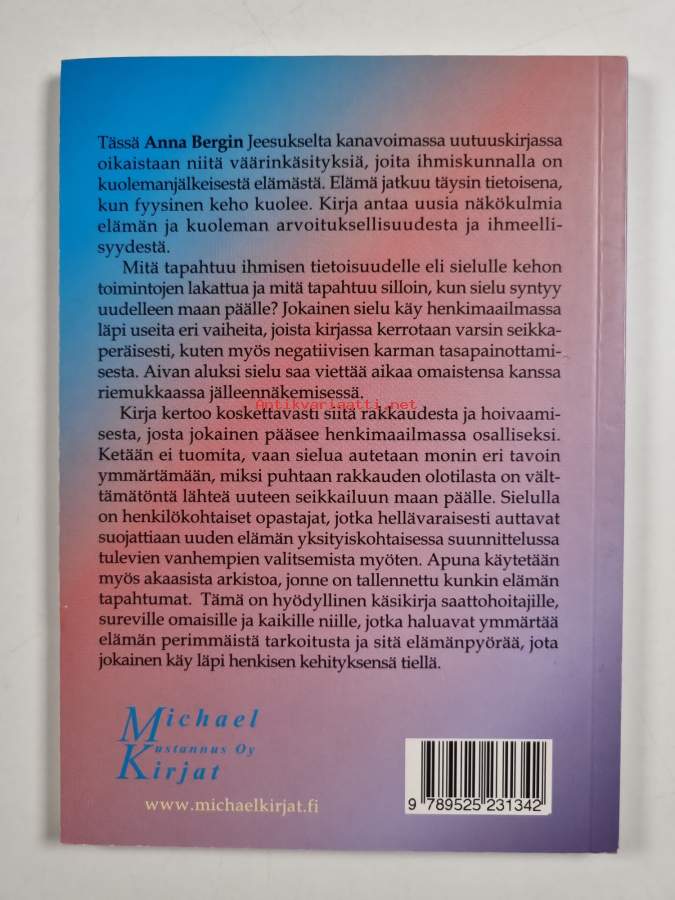 Tässä Anna Bergin Jeesukselta kanavoimassa uutuuskirjassa
oikaistaan niitä väärinkäsityksiä, joita ihmiskunnalla on
kuolemanjälkeisestä elämästä. Elämä jatkuu täysin tietoisena,
kun fyysinen keho kuolee. Kirja antaa uusia näkökulmia
elämän ja kuoleman arvoituksellisuudesta ja ihmeelli-
syydestä.
Mitä tapahtuu ihmisen tietoisuudelle eli sielulle kehon
toimintojen lakattua ja mitä tapahtuu silloin, kun sielu syntyy
uudelleen maan päälle? Jokainen sielu käy henkimaailmassa
läpi useita eri vaiheita, joista kirjassa kerrotaan varsin seikka-
peräisesti, kuten myös negatiivisen karman tasapainottami-
sesta. Aivan aluksi sielu saa viettää aikaa omaistensa kanssa
riemukkaassa jälleennäkemisessä.
Antikvariaatti.net
Kirja kertoo koskettavasti siitä rakkaudesta ja hoivaami-
sesta, josta jokainen pääsee henkimaailmassa osalliseksi.
Ketään ei tuomita, vaan sielua autetaan monin eri tavoin
ymmärtämään, miksi puhtaan rakkauden olotilasta on vält-
tämätöntä lähteä uuteen seikkailuun maan päälle. Sielulla
on henkilökohtaiset opastajat, jotka hellävaraisesti auttavat
suojattiaan uuden elämän yksityiskohtaisessa suunnittelussa
tulevien vanhempien valitsemista myöten. Apuna käytetään
myös akaasista arkistoa, jonne on tallennettu kunkin elämän
tapahtumat. Tämä on hyödyllinen käsikirja saattohoitajille,
sureville omaisille ja kaikille niille, jotka haluavat ymmärtää
elämän perimmäistä tarkoitusta ja sitä elämänpyörää, jota
jokainen käy läpi henkisen kehityksensä tiellä.
Michael
Kustannus Oy
Kirjat
www.michaelkirjat.fi
9 789525 231342